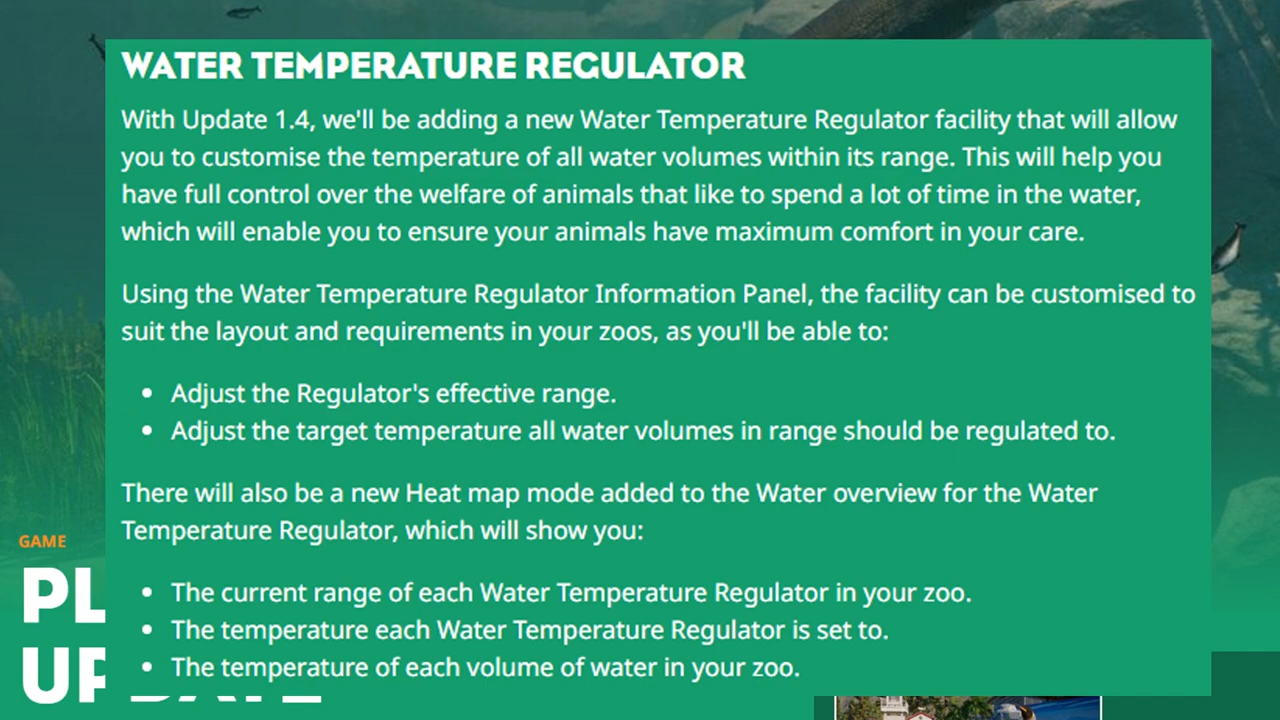 WATER TEMPERATURE REGULATOR
With Update 1.4, we'll be adding a new Water Temperature Regulator facility that will allow
you to customise the temperature of all water volumes within its range. This will help you
have full control over the welfare of animals that like to spend a lot of time in the water,
which will enable you to ensure your animals have maximum comfort in your care.
Using the Water Temperature Regulator Information Panel, the facility can be customised to
suit the layout and requirements in your zoos, as you'll be able to:
• Adjust the Regulator's effective range.
• Adjust the target temperature all water volumes in range should be regulated to.
There will also be a new Heat map mode added to the Water overview for the Water
Temperature Regulator, which will show you:
• The current range of each Water Temperature Regulator in your zoo.
• The temperature each Water Temperature Regulator is set to.
• The temperature of each volume of water in your zoo.
GAME
PL
UP